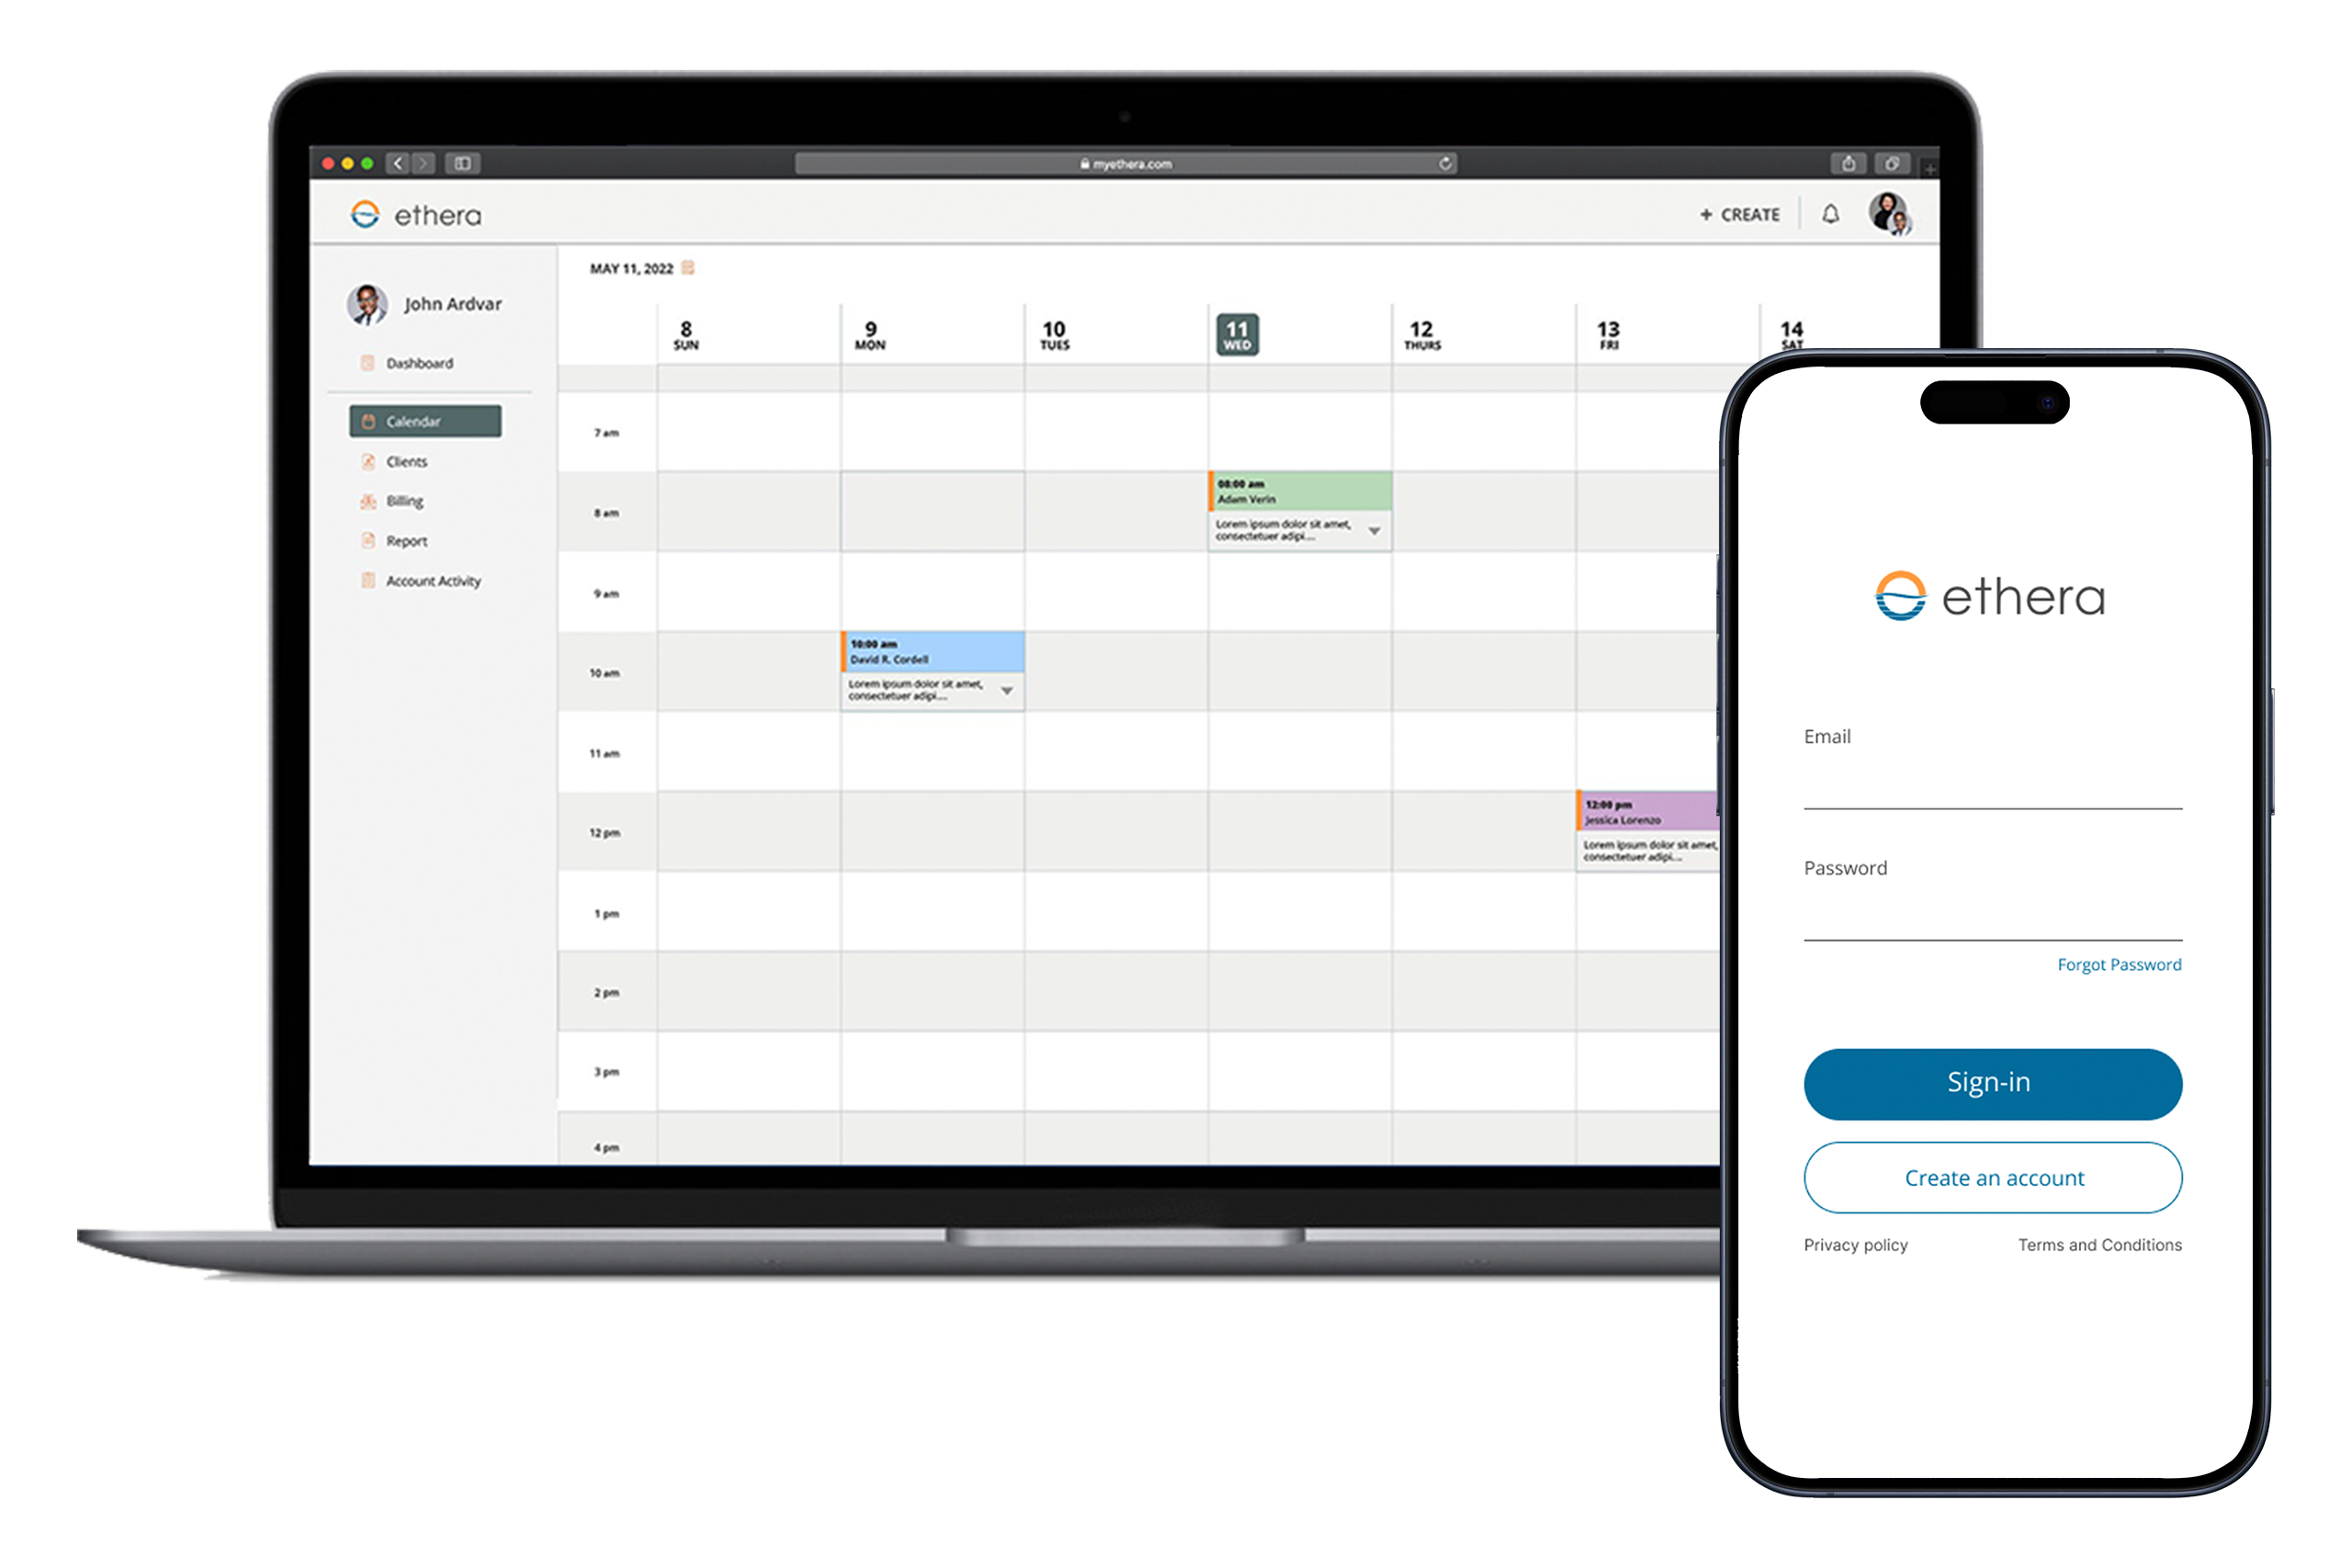 myethera.com
ethera
+ CREATE
John Ardvar
Dashboard
Calendar
Clients
Billing
Report
Account Activity
MAY 11, 2022
8
SUN
9
MON
10
TUES
11
WED
12
THURS
13
FRI
14
SAT
7 am
8 am
08:00 am
Adam Verin
Lorem ipsum dolor sit amet,
consectetuer adipi....
9 am
10 am
10:00 am
David R. Cordell
Lorem ipsum dolor sit amet,
consectetuer adipi....
11 am
12 pm
12:00 pm
Jessica Lorenzo
Lorem ipsum dolor sit amet,
consectetuer adipi....
1 pm
2 pm
3 pm
4 pm
ethera
Email
Password
Forgot Password
Sign-in
Create an account
Privacy policy
Terms and Conditions